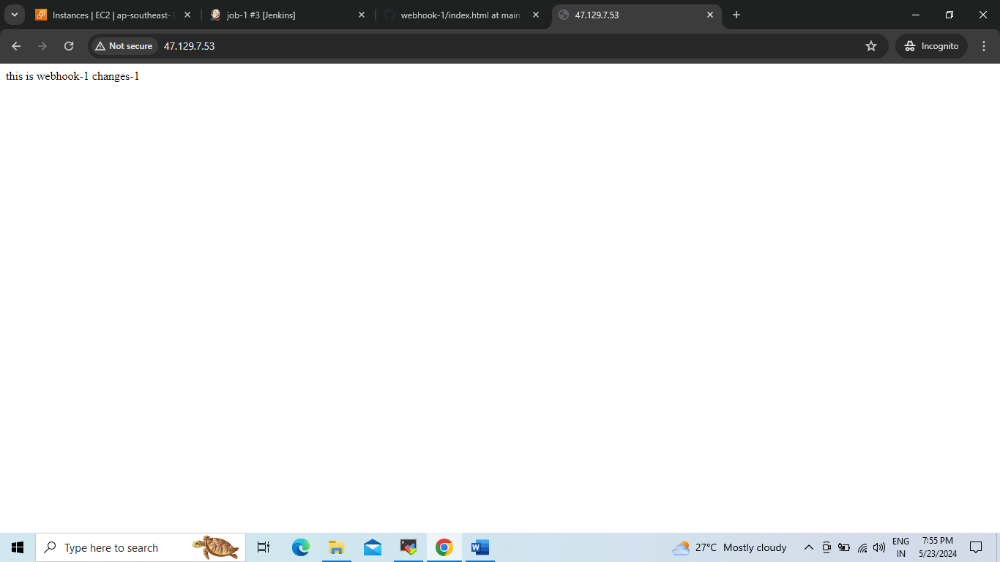 Instances | EC2 | ap-southeast-1
job-1 #3 [Jenkins]
webhook-1/index.html at main
47.129.7.53
Not secure
47.129.7.53
Incognito
this is webhook-1 changes-1
Type here to search
27°C Mostly cloudy
ENG
IN
7:55 PM
5/23/2024